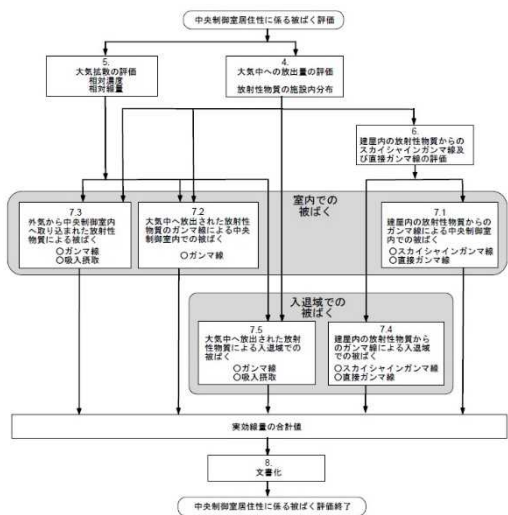 中央制御室居住性に係る被ばく評価
5.
大気拡散の評価
相対濃度
相対線量
4.
大気中への放出量の評価
放射性物質の施設内分布
6.
建屋内の放射性物質からの
スカイシャインガンマ線及
び直接ガンマ線の評価
室内での
被ばく
7.3
外気から中央制御室内
へ取り込まれた放射性
物質による被ばく
○ガンマ線
○吸入摂取
7.2
大気中へ放出された放射性
物質のガンマ線による中央
制御室内での被ばく
○ガンマ線
7.1
建屋内の放射性物質からの
ガンマ線による中央制御室
内での被ばく
○スカイシャインガンマ線
○直接ガンマ線
入退域での
被ばく
7.5
大気中へ放出された放射
性物質による入退域での
被ばく
○ガンマ線
○吸入摂取
7.4
建屋内の放射性物質から
のガンマ線による入退域
での被ばく
○スカイシャインガンマ線
○直接ガンマ線
実効線量の合計値
8.
文書化
中央制御室居住性に係る被ばく評価終了